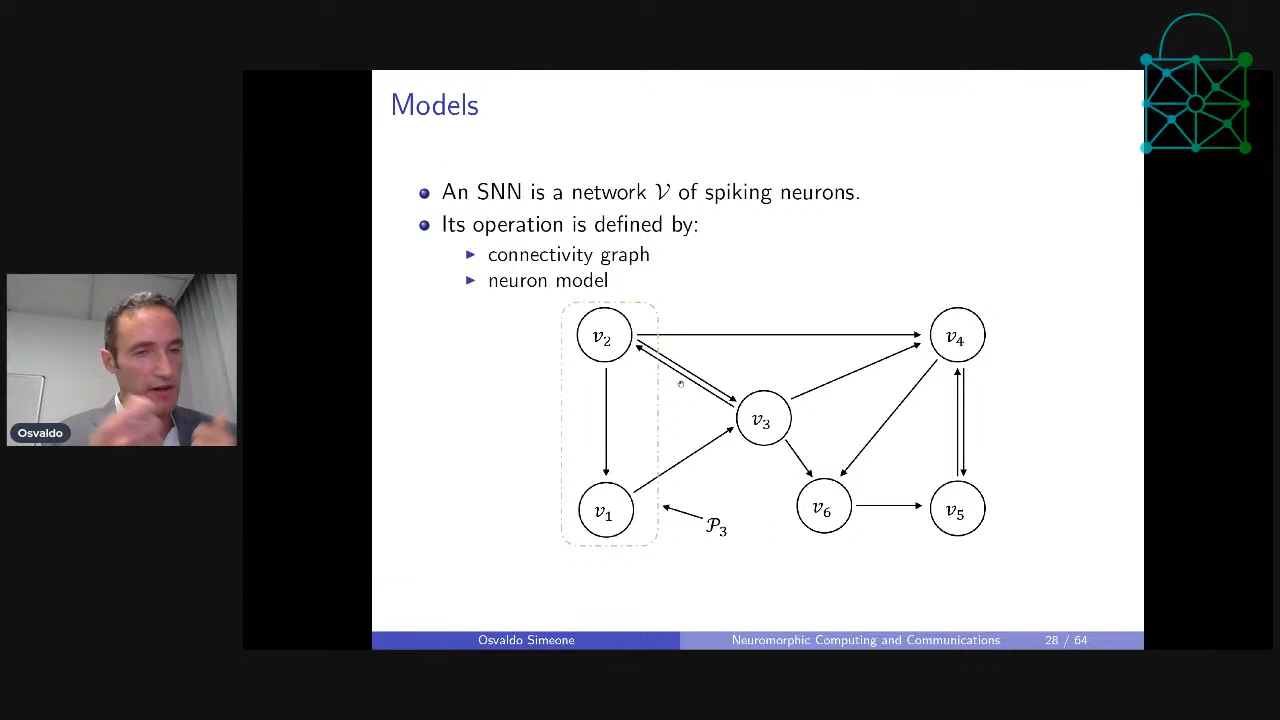 Models
An SNN is a network 𝒱 of spiking neurons.
Its operation is defined by:
connectivity graph
neuron model
v₂
v₄
v₃
v₁
v₆
v₅
𝒫₃
Osvaldo
Osvaldo Simeone
Neuromorphic Computing and Communications
28 / 64